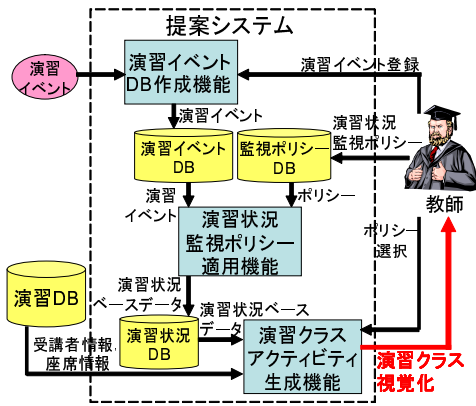 提案システム
演習
イベント
演習イベント
DB作成機能
演習イベント登録
演習イベント
演習状況
監視ポリシー
演習イベント
DB
監視ポリシー
DB
教師
演習
イベント
ポリシー
演習状況
監視ポリシー
適用機能
ポリシー
選択
演習DB
演習状況
ベースデータ
演習状況ベース
データ
演習状況
DB
演習クラス
アクティビティ
生成機能
受講者情報,
座席情報
演習クラス
視覚化